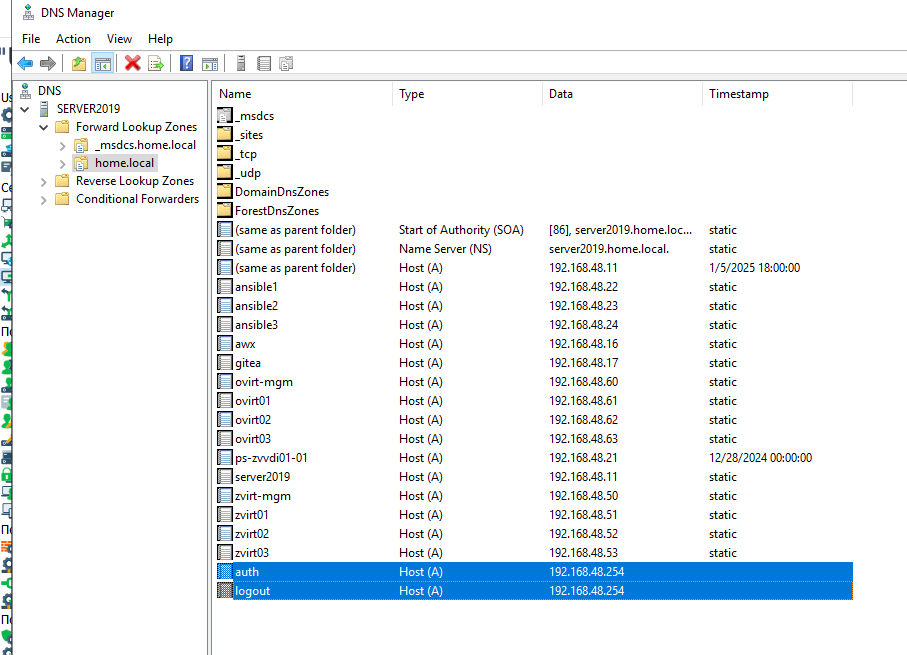 DNS Manager
File Action View Help
DNS
SERVER2019
Forward Lookup Zones
_msdcs.home.local
home.local
Reverse Lookup Zones
Conditional Forwarders
Name Type Data Timestamp
_msdcs
_sites
_tcp
_udp
DomainDnsZones
ForestDnsZones
(same as parent folder) Start of Authority (SOA) [86], server2019.home.loc... static
(same as parent folder) Name Server (NS) server2019.home.local. static
(same as parent folder) Host (A) 192.168.48.11 1/5/2025 18:00:00
ansible1 Host (A) 192.168.48.22 static
ansible2 Host (A) 192.168.48.23 static
ansible3 Host (A) 192.168.48.24 static
awx Host (A) 192.168.48.16 static
gitea Host (A) 192.168.48.17 static
ovirt-mgm Host (A) 192.168.48.60 static
ovirt01 Host (A) 192.168.48.61 static
ovirt02 Host (A) 192.168.48.62 static
ovirt03 Host (A) 192.168.48.63 static
ps-zvvdi01-01 Host (A) 192.168.48.21 12/28/2024 00:00:00
server2019 Host (A) 192.168.48.11 static
zvirt-mgm Host (A) 192.168.48.50 static
zvirt01 Host (A) 192.168.48.51 static
zvirt02 Host (A) 192.168.48.52 static
zvirt03 Host (A) 192.168.48.53 static
auth Host (A) 192.168.48.254
logout Host (A) 192.168.48.254